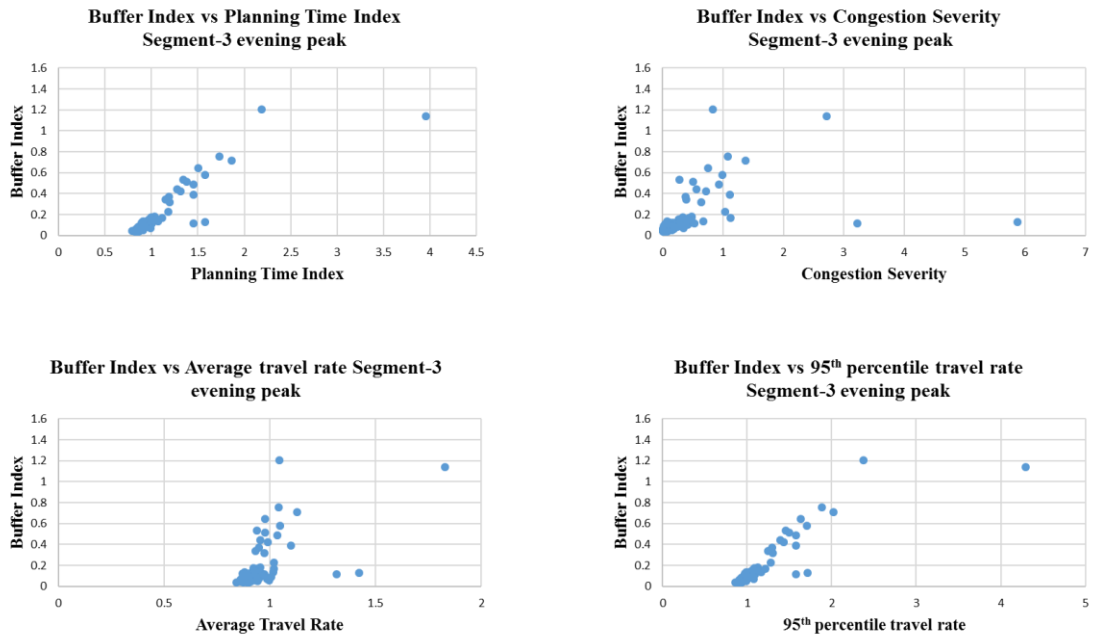 Buffer Index vs Planning Time Index
Segment-3 evening peak
1.6
1.4
1.2
1
0.8
0.6
0.4
0.2
0
Buffer Index
0 0.5 1 1.5 2 2.5 3 3.5 4 4.5
Planning Time Index
Buffer Index vs Congestion Severity
Segment-3 evening peak
1.6
1.4
1.2
1
0.8
0.6
0.4
0.2
0
Buffer Index
0 1 2 3 4 5 6 7
Congestion Severity
Buffer Index vs Average travel rate Segment-3
evening peak
1.6
1.4
1.2
1
0.8
0.6
0.4
0.2
0
Buffer Index
0 0.5 1 1.5 2
Average Travel Rate
Buffer Index vs 95th percentile travel rate
Segment-3 evening peak
1.6
1.4
1.2
1
0.8
0.6
0.4
0.2
0
Buffer Index
0 1 2 3 4 5
95th percentile travel rate